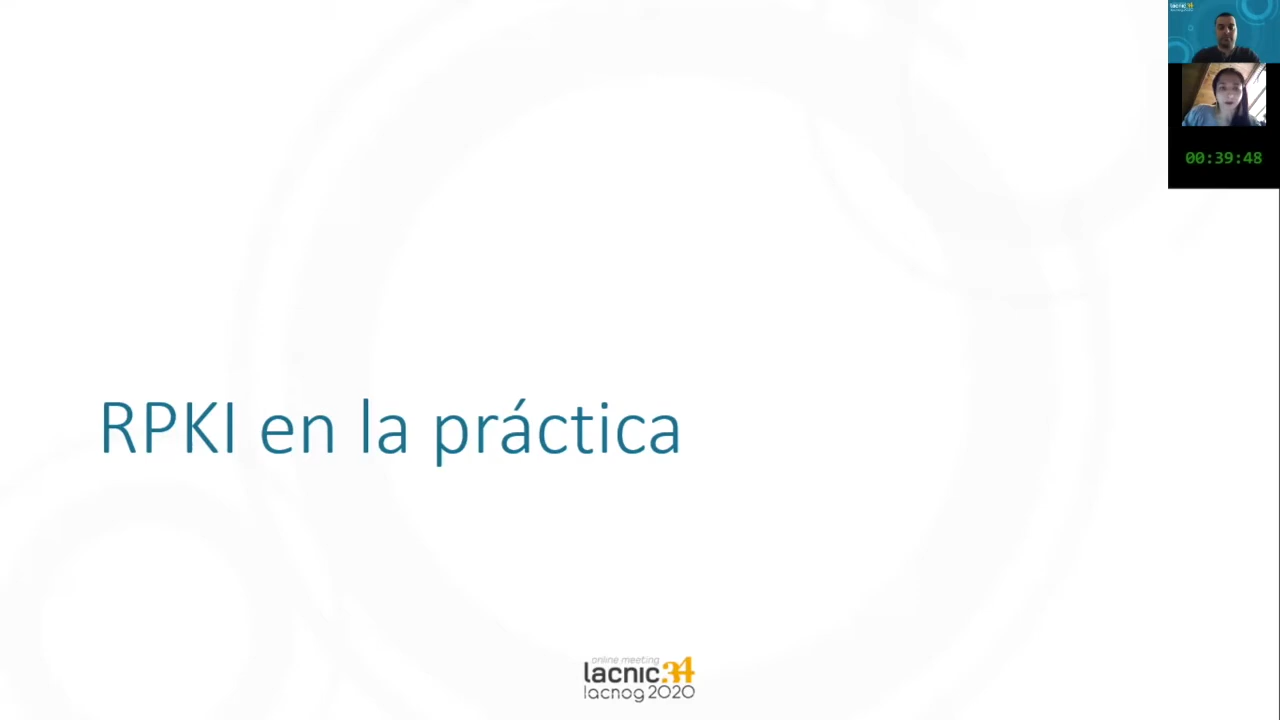 00:39:48
RPKI en la práctica
online meeting
lacnic 34
lacnog 2020